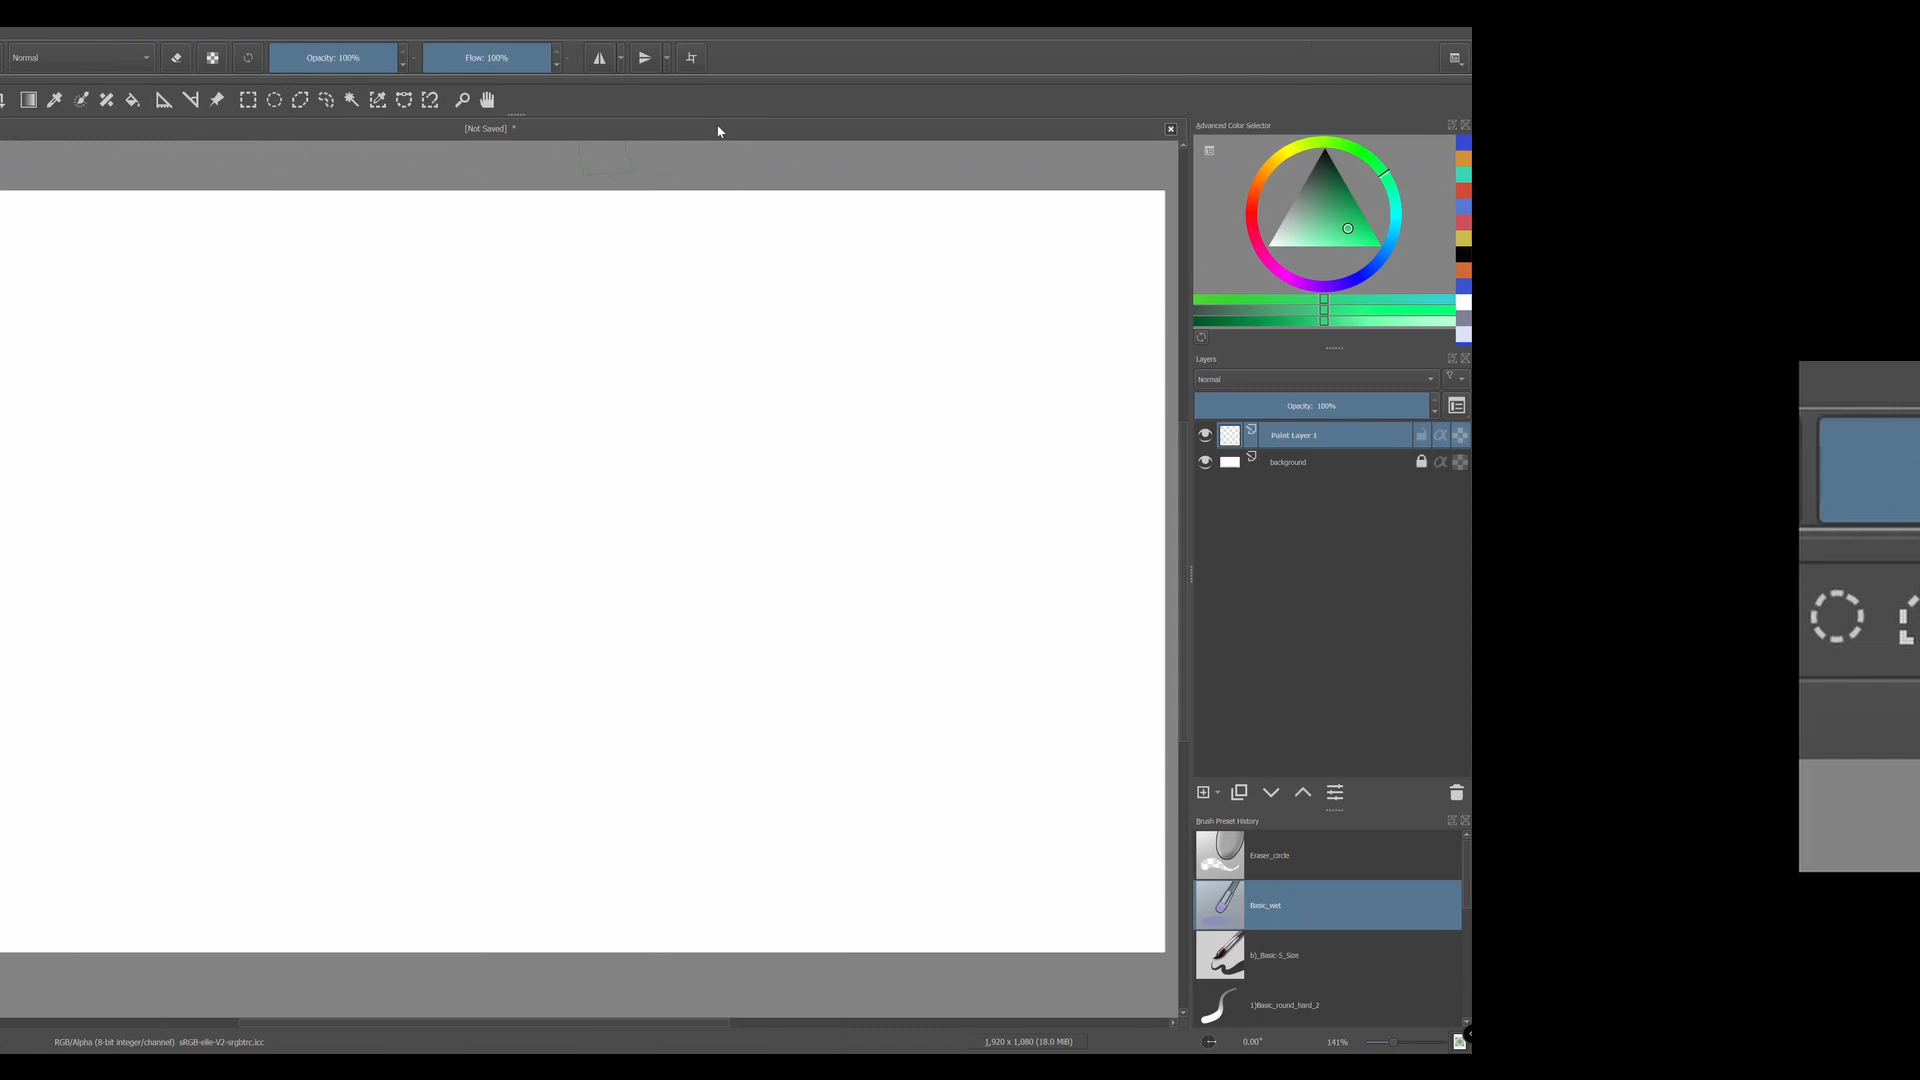 Normal
Opacity: 100%
Flow: 100%
[Not Saved] *
Advanced Color Selector
Layers
Normal
Opacity: 100%
Paint Layer 1
background
Brush Preset History
Eraser_circle
Basic_wet
b)_Basic-5_Size
1)Basic_round_hard_2
RGB/Alpha (8-bit integer/channel) sRGB-elle-V2-srgbtrc.icc
1,920 x 1,080 (18.0 MiB)
0.00°
141%